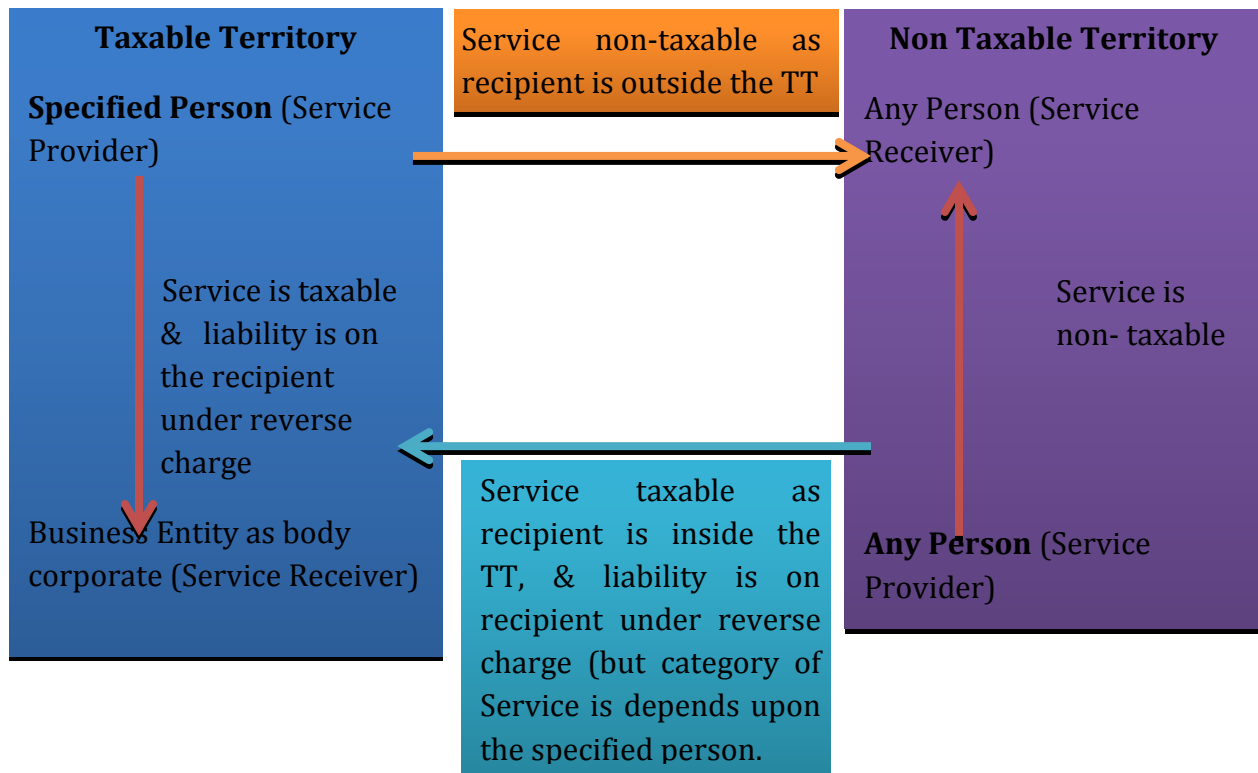 Taxable Territory
Specified Person (Service
Provider)
Service is taxable
& liability is on
the recipient
under reverse
charge
Business Entity as body
corporate (Service Receiver)
Service non-taxable as
recipient is outside the TT
Service taxable as
recipient is inside the
TT, & liability is on
recipient under reverse
charge (but category of
Service is depends upon
the specified person.
Non Taxable Territory
Any Person (Service
Receiver)
Service is
non- taxable
Any Person (Service
Provider)